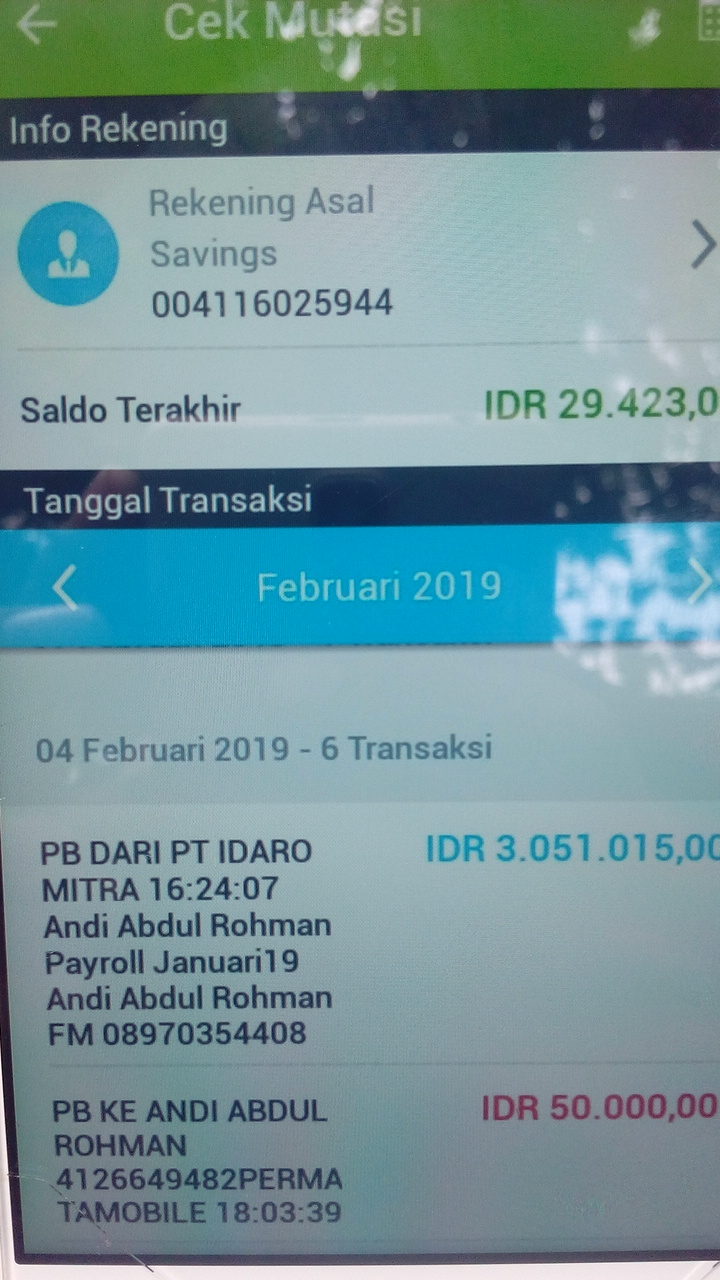 Cek Mutasi
Info Rekening
Rekening Asal
Savings
004116025944
Saldo Terakhir
IDR 29.423,0
Tanggal Transaksi
Februari 2019
04 Februari 2019 - 6 Transaksi
PB DARI PT IDARO
IDR 3.051.015,00
MITRA 16:24:07
Andi Abdul Rohman
Payroll Januari19
Andi Abdul Rohman
FM 08970354408
PB KE ANDI ABDUL
IDR 50.000,00
ROHMAN
4126649482PERMA
TAMOBILE 18:03:39